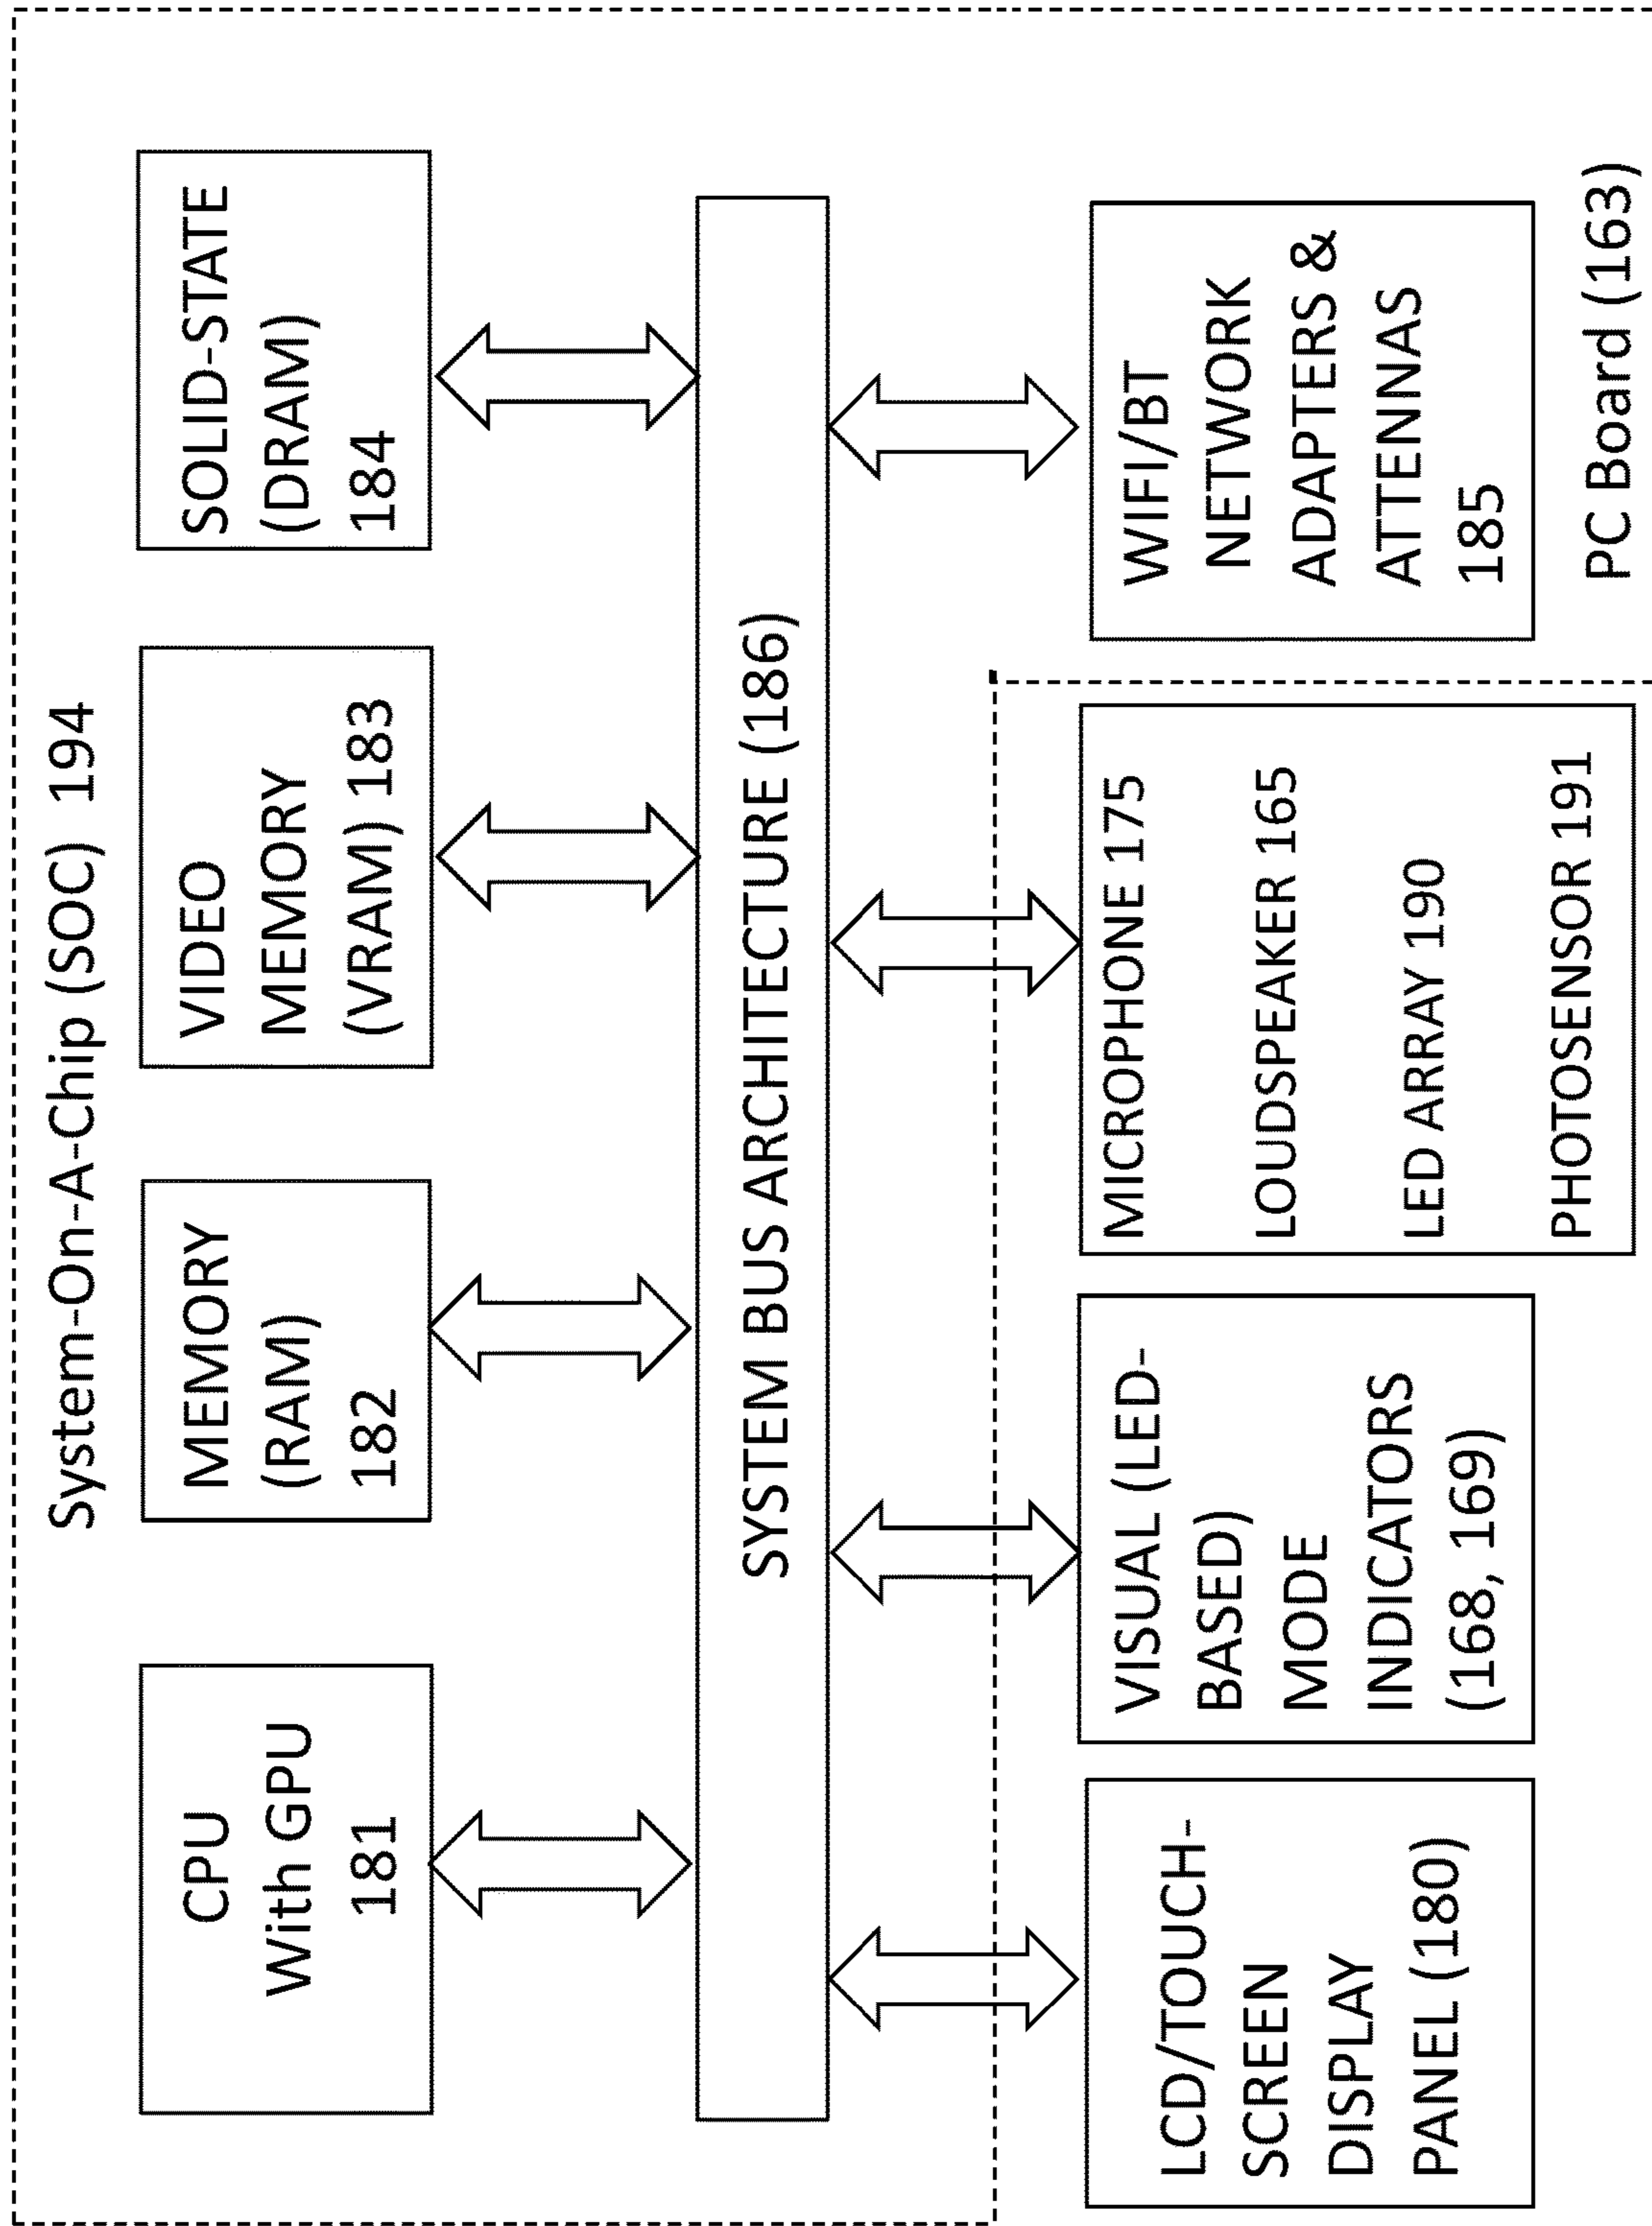 System-On-A-Chip (SOC) 194
CPU
With GPU
181
MEMORY
(RAM)
182
VIDEO
MEMORY
(VRAM) 183
SOLID-STATE
(DRAM)
184
SYSTEM BUS ARCHITECTURE (186)
LCD/TOUCH-
SCREEN
DISPLAY
PANEL (180)
VISUAL (LED-
BASED)
MODE
INDICATORS
(168, 169)
MICROPHONE 175
LOUDSPEAKER 165
LED ARRAY 190
PHOTOSENSOR 191
WIFI/BT
NETWORK
ADAPTERS &
ATTENNAS
185
PC Board (163)